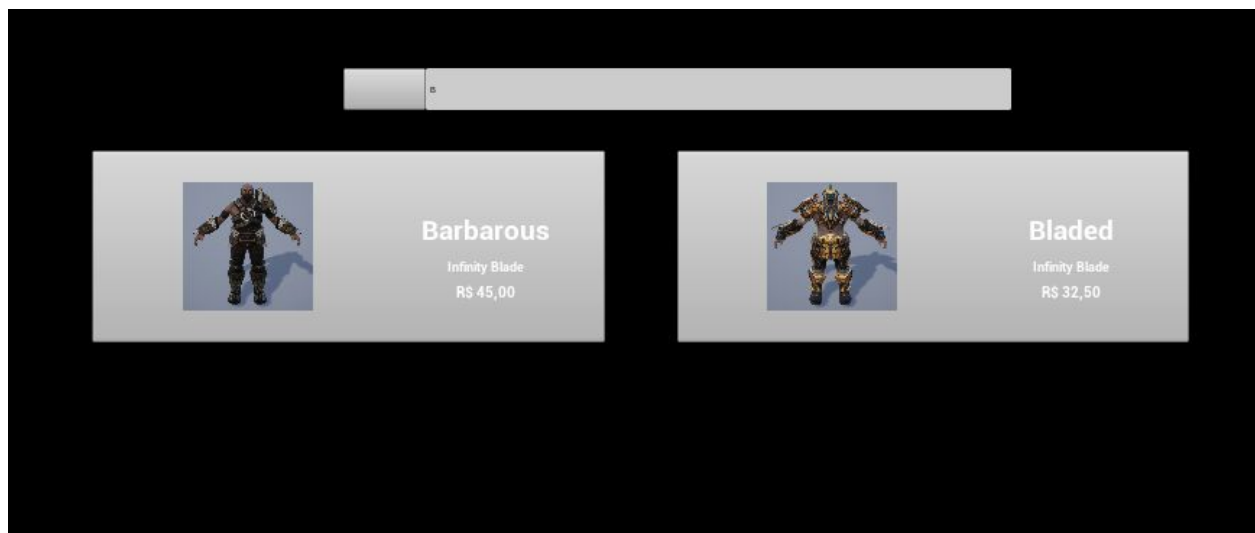 B
Barbarous
Infinity Blade
R$ 45,00
Bladed
Infinity Blade
R$ 32,50